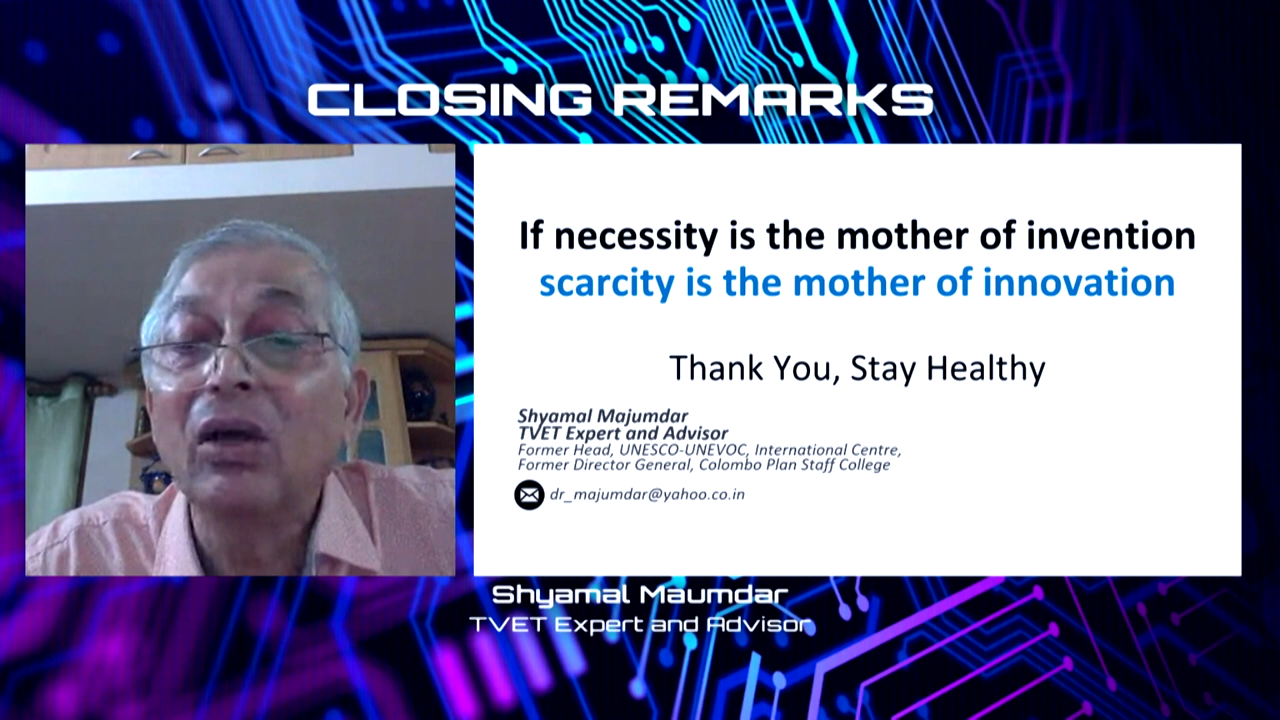 CLOSING REMARKS
If necessity is the mother of invention
scarcity is the mother of innovation
Thank You, Stay Healthy
Shyamal Majumdar
TVET Expert and Advisor
Former Head, UNESCO-UNEVOC, International Centre,
Former Director General, Colombo Plan Staff College
dr_majumdar@yahoo.co.in
Shyamal Maumdar
TVET Expert and Advisor